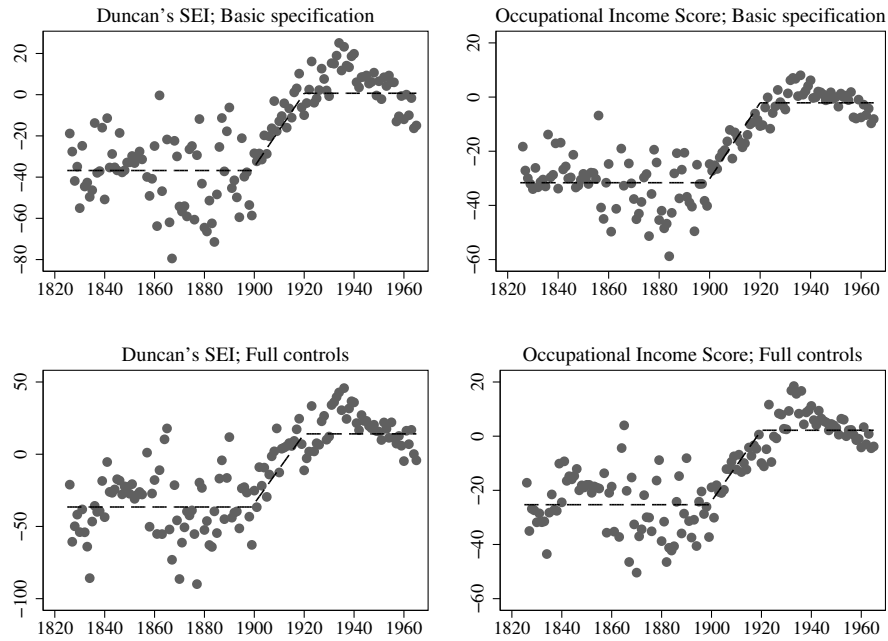 Duncan's SEI; Basic specification
20
0
−20
−40
−60
−80
1820 1840 1860 1880 1900 1920 1940 1960
Occupational Income Score; Basic specification
20
0
−20
−40
−60
1820 1840 1860 1880 1900 1920 1940 1960
Duncan's SEI; Full controls
50
0
−50
−100
1820 1840 1860 1880 1900 1920 1940 1960
Occupational Income Score; Full controls
20
0
−20
−40
−60
1820 1840 1860 1880 1900 1920 1940 1960